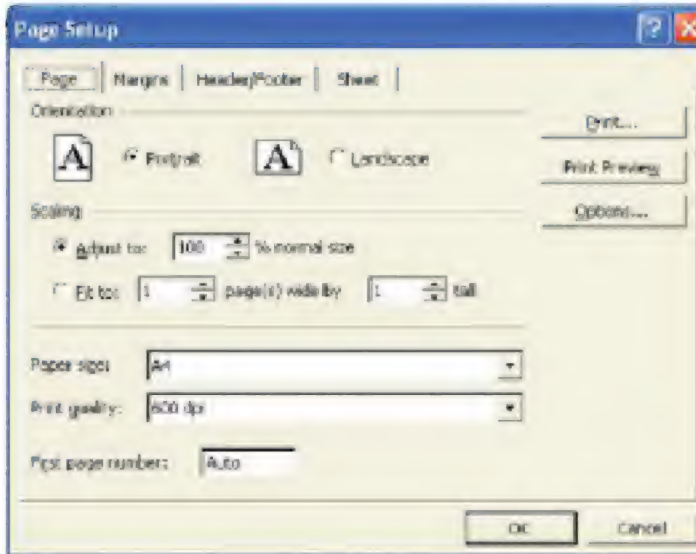 Page Setup
Page Margins Header/Footer Sheet
Orientation
A Portrait A Landscape
Print...
Print Preview
Options...
Scaling
Adjust to: 100 % normal size
Fit to: 1 page(s) wide by 1 tall
Paper size: A4
Print quality: 600 dpi
First page number: Auto
OK Cancel